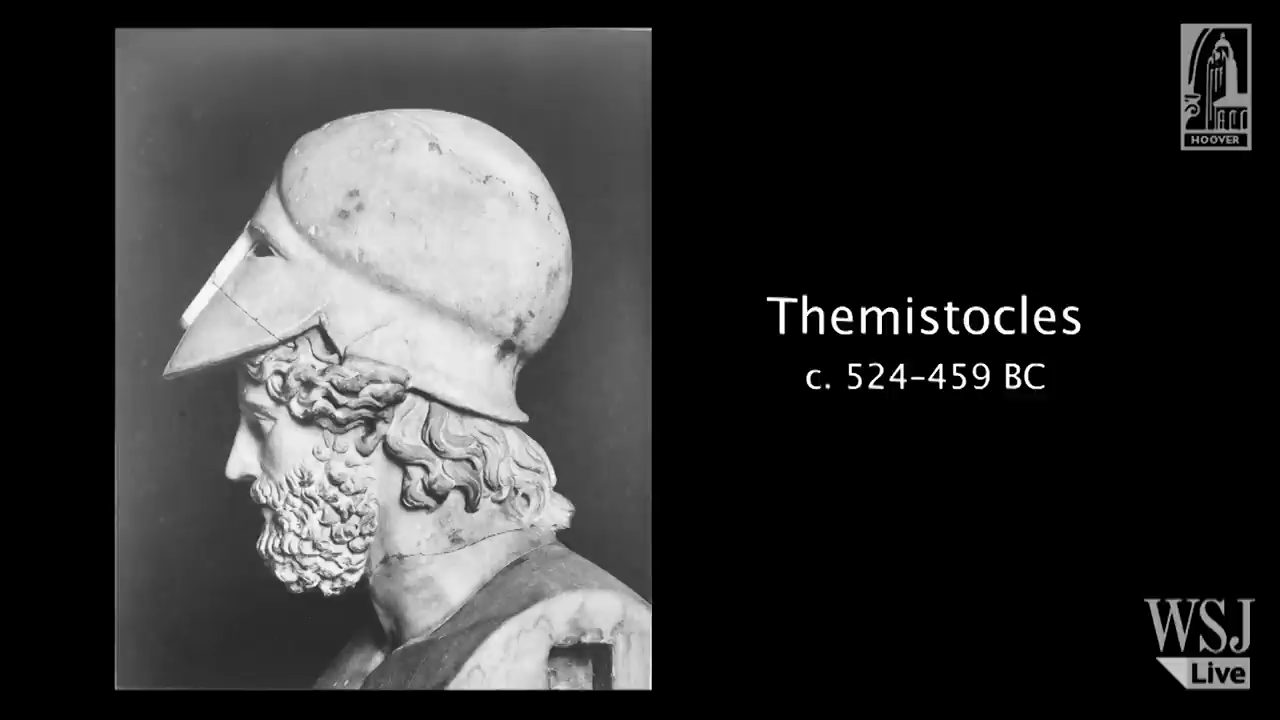 HOOVER
Themistocles
c. 524–459 BC
WSJ
Live